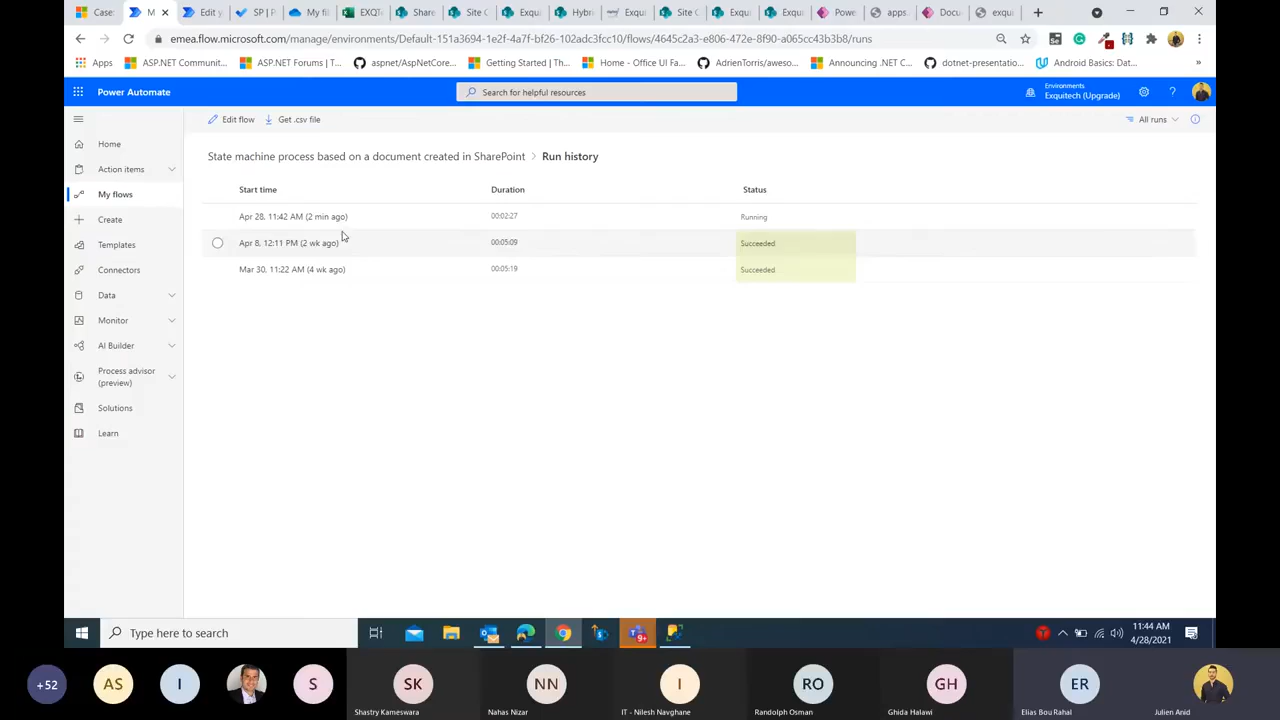 Case:
M
Edit y
SP | P
My fi
EXQTe
Share
Site C
Exqui
Hybri
Exqui
Site C
Exqui
Exqui
Powe
apps.
Docu
exqui
emea.flow.microsoft.com/manage/environments/Default-151a3694-1e2f-4a7f-bf26-102adc3fcc10/flows/4645c2a3-e806-472e-8f90-a065cc43b3b8/runs
Apps
ASP.NET Communit...
ASP.NET Forums | T...
aspnet/AspNetCore...
Getting Started | Th...
Home - Office UI Fa...
AdrienTorris/aweso...
Announcing .NET C...
dotnet-presentatio...
Android Basics: Dat...
»
Power Automate
Search for helpful resources
Environments
Exquitech (Upgrade)
Edit flow
Get .csv file
All runs
Home
Action items
My flows
Create
Templates
Connectors
Data
Monitor
AI Builder
Process advisor
(preview)
Solutions
Learn
State machine process based on a document created in SharePoint > Run history
Start time Duration Status
Apr 28, 11:42 AM (2 min ago) 00:02:27 Running
Apr 8, 12:11 PM (2 wk ago) 00:05:09 Succeeded
Mar 30, 11:22 AM (4 wk ago) 00:05:19 Succeeded
Type here to search
9+
11:44 AM
4/28/2021
+52
AS
I
S
SK
Shastry Kameswara
NN
Nahas Nizar
I
IT - Nilesh Navghane
RO
Randolph Osman
GH
Ghida Halawi
ER
Elias Bou Rahal
Julien Anid